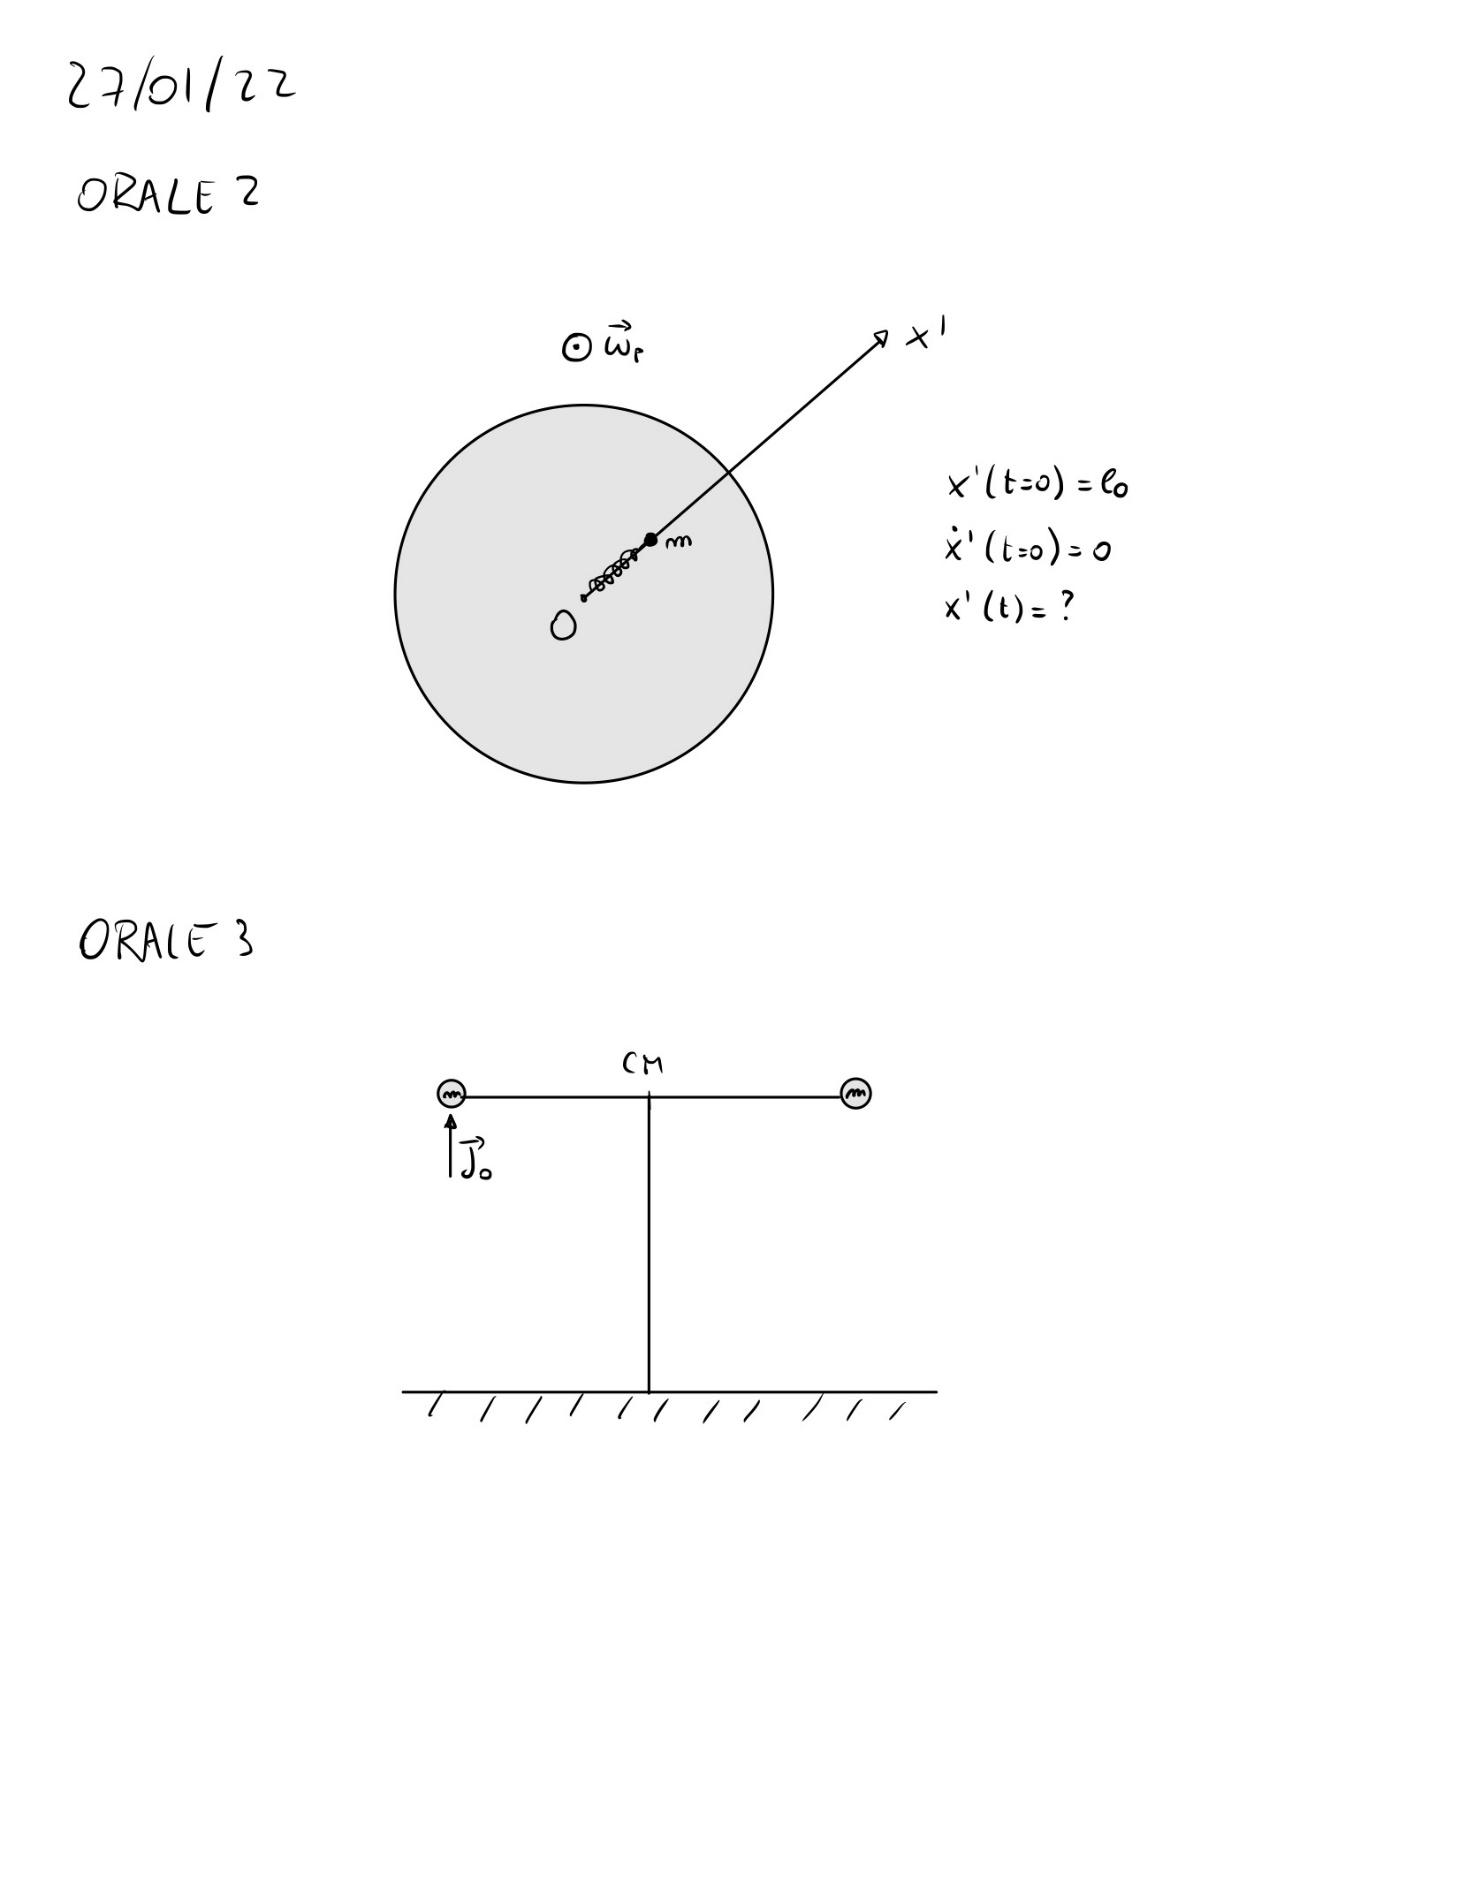 27/01/22
ORALE 2
⊙ ω⃗ₚ
x'
x'(t=0) = ℓ₀
ẋ'(t=0) = 0
x'(t) = ?
m
O
ORALE 3
CM
m m
J⃗₀